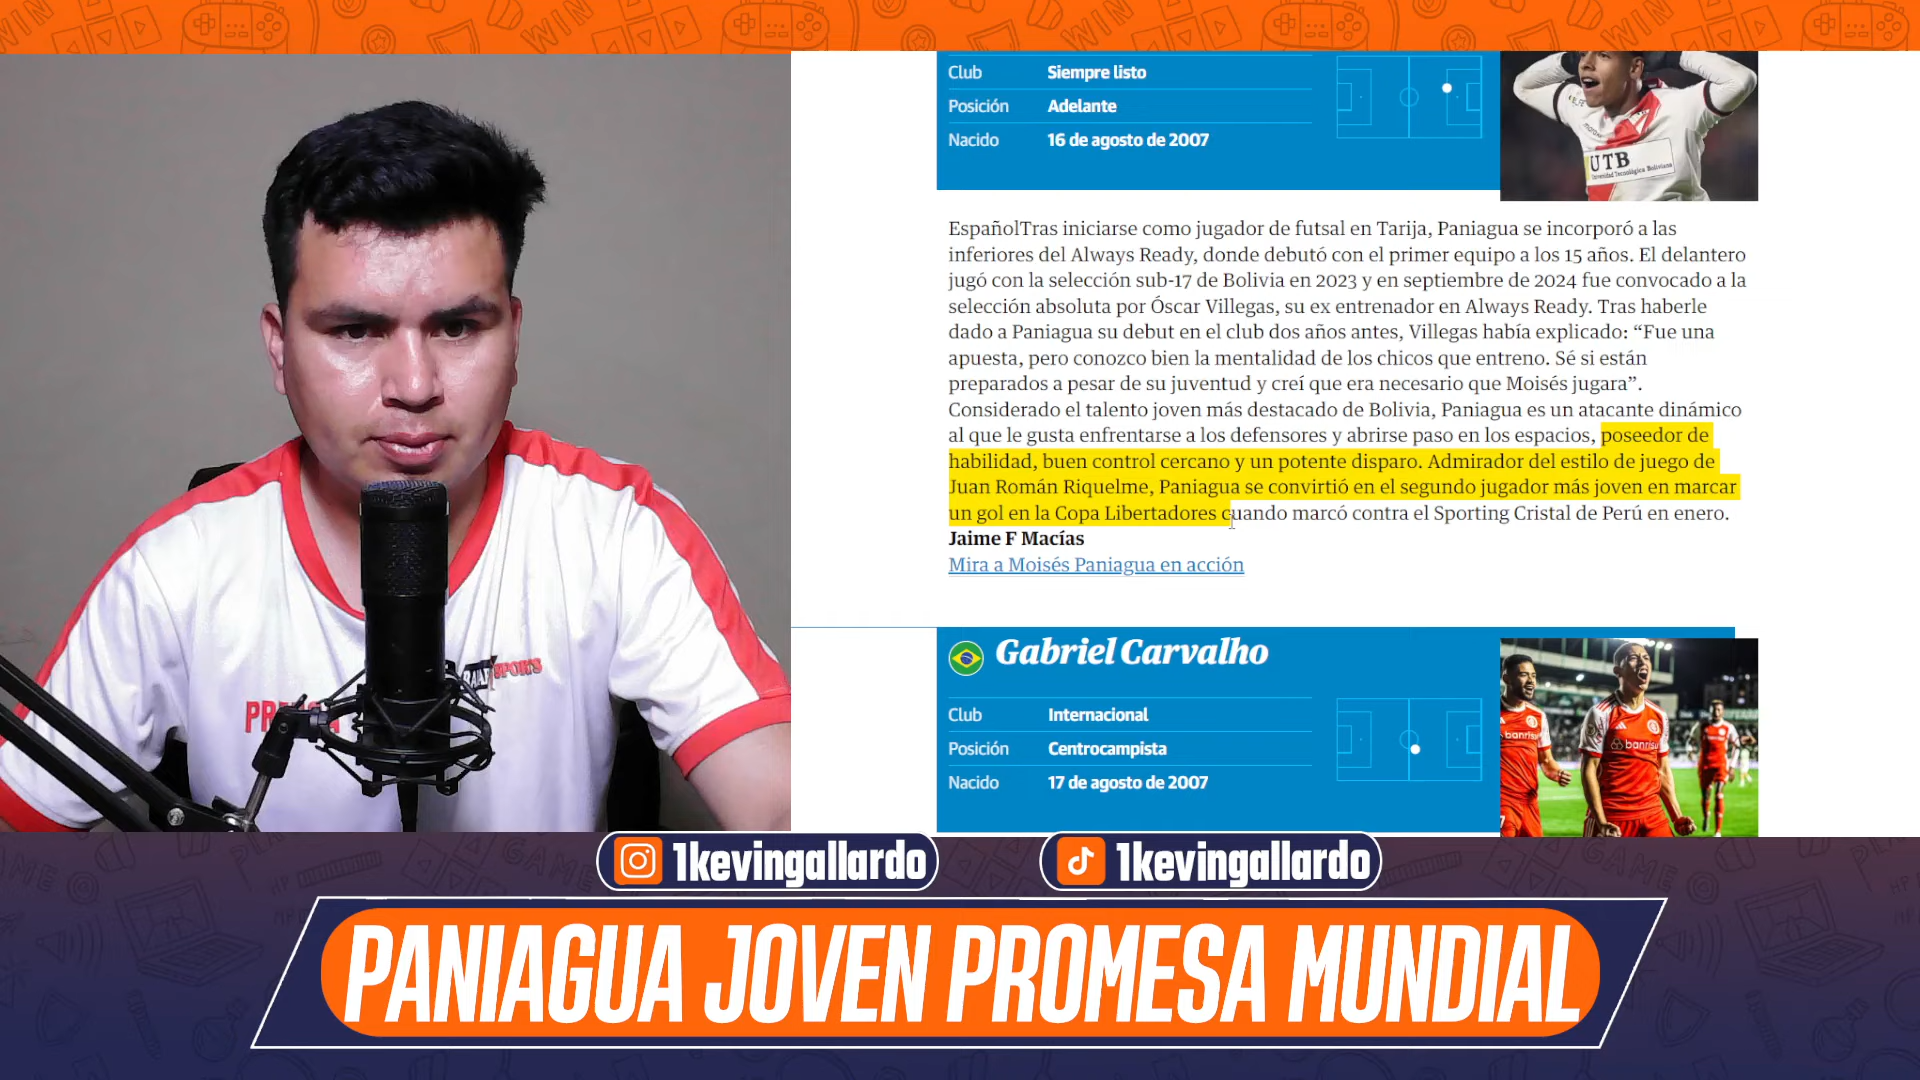 Club Siempre listo
Posición Adelante
Nacido 16 de agosto de 2007
UTB
Universidad Tecnológica Boliviana
EspañolTras iniciarse como jugador de futsal en Tarija, Paniagua se incorporó a las
inferiores del Always Ready, donde debutó con el primer equipo a los 15 años. El delantero
jugó con la selección sub-17 de Bolivia en 2023 y en septiembre de 2024 fue convocado a la
selección absoluta por Óscar Villegas, su ex entrenador en Always Ready. Tras haberle
dado a Paniagua su debut en el club dos años antes, Villegas había explicado: “Fue una
apuesta, pero conozco bien la mentalidad de los chicos que entreno. Sé si están
preparados a pesar de su juventud y creí que era necesario que Moisés jugara”.
Considerado el talento joven más destacado de Bolivia, Paniagua es un atacante dinámico
al que le gusta enfrentarse a los defensores y abrirse paso en los espacios, poseedor de
habilidad, buen control cercano y un potente disparo. Admirador del estilo de juego de
Juan Román Riquelme, Paniagua se convirtió en el segundo jugador más joven en marcar
un gol en la Copa Libertadores cuando marcó contra el Sporting Cristal de Perú en enero.
Jaime F Macías
Mira a Moisés Paniagua en acción
Gabriel Carvalho
Club Internacional
Posición Centrocampista
Nacido 17 de agosto de 2007
banrisul
1kevingallardo
1kevingallardo
PANIAGUA JOVEN PROMESA MUNDIAL
WIN
WIN
WIN
GAME
GAME